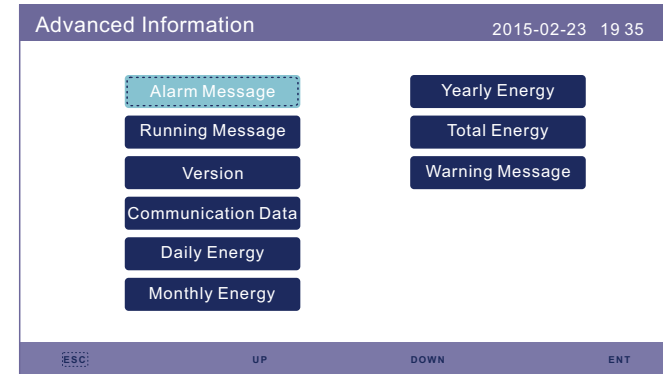 Advanced Information 2015-02-23 19 35
Alarm Message
Running Message
Version
Communication Data
Daily Energy
Monthly Energy
Yearly Energy
Total Energy
Warning Message
ESC UP DOWN ENT